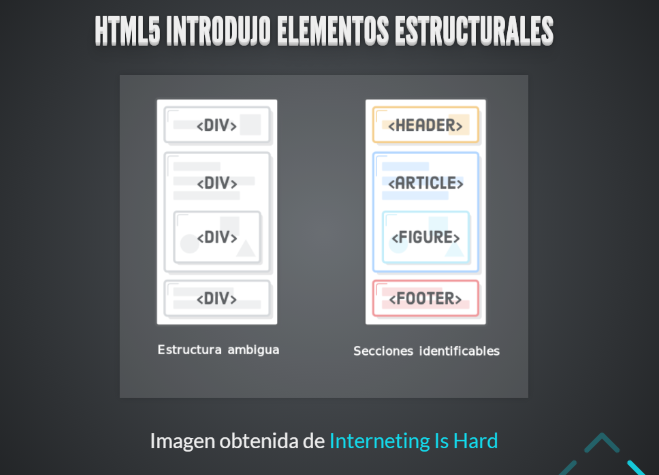 HTML5 INTRODUJO ELEMENTOS ESTRUCTURALES
<DIV>
<DIV>
<DIV>
<DIV>
Estructura ambigua
<HEADER>
<ARTICLE>
<FIGURE>
<FOOTER>
Secciones identificables
Imagen obtenida de Interneting Is Hard